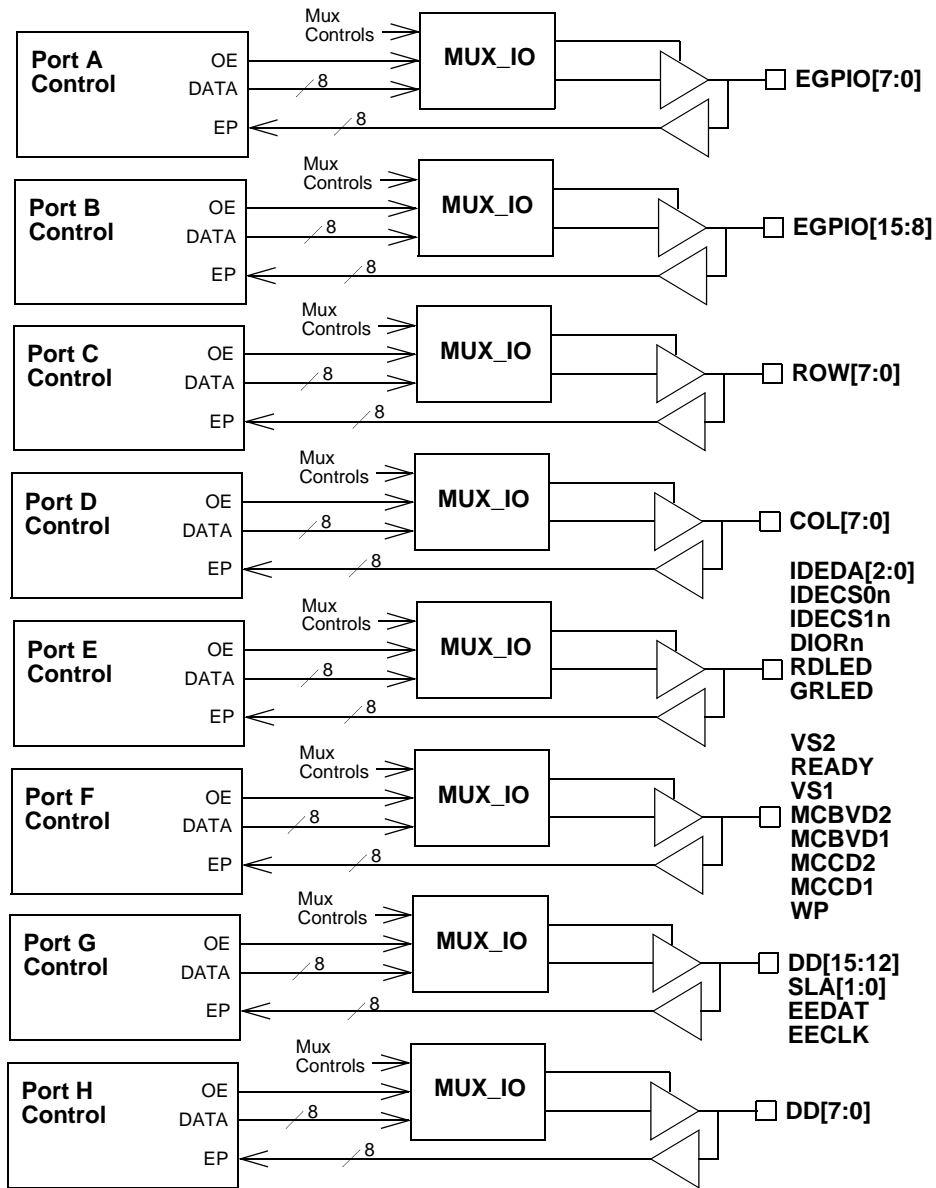 Mux
Controls
Port A
Control
OE
DATA
EP
8
8
MUX_IO
EGPIO[7:0]
Mux
Controls
Port B
Control
OE
DATA
EP
8
8
MUX_IO
EGPIO[15:8]
Mux
Controls
Port C
Control
OE
DATA
EP
8
8
MUX_IO
ROW[7:0]
Mux
Controls
Port D
Control
OE
DATA
EP
8
8
MUX_IO
COL[7:0]
Mux
Controls
Port E
Control
OE
DATA
EP
8
8
MUX_IO
IDEDA[2:0]
IDECS0n
IDECS1n
DIORn
RDLED
GRLED
Mux
Controls
Port F
Control
OE
DATA
EP
8
8
MUX_IO
VS2
READY
VS1
MCBVD2
MCBVD1
MCCD2
MCCD1
WP
Mux
Controls
Port G
Control
OE
DATA
EP
8
8
MUX_IO
DD[15:12]
SLA[1:0]
EEDAT
EECLK
Mux
Controls
Port H
Control
OE
DATA
EP
8
8
MUX_IO
DD[7:0]